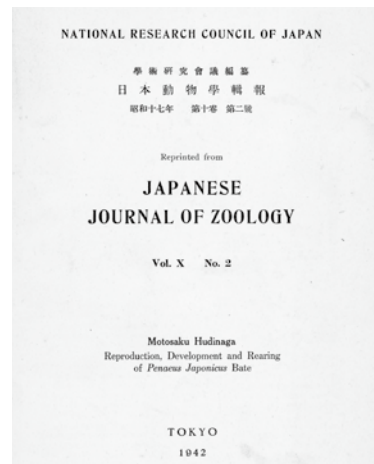 NATIONAL RESEARCH COUNCIL OF JAPAN
學術研究會議編纂
日本動物學輯報
昭和十七年 第十卷 第二號
Reprinted from
JAPANESE
JOURNAL OF ZOOLOGY
Vol. X No. 2
Motosaku Hudinaga
Reproduction, Development and Rearing
of Penaeus Japonicus Bate
TOKYO
1942